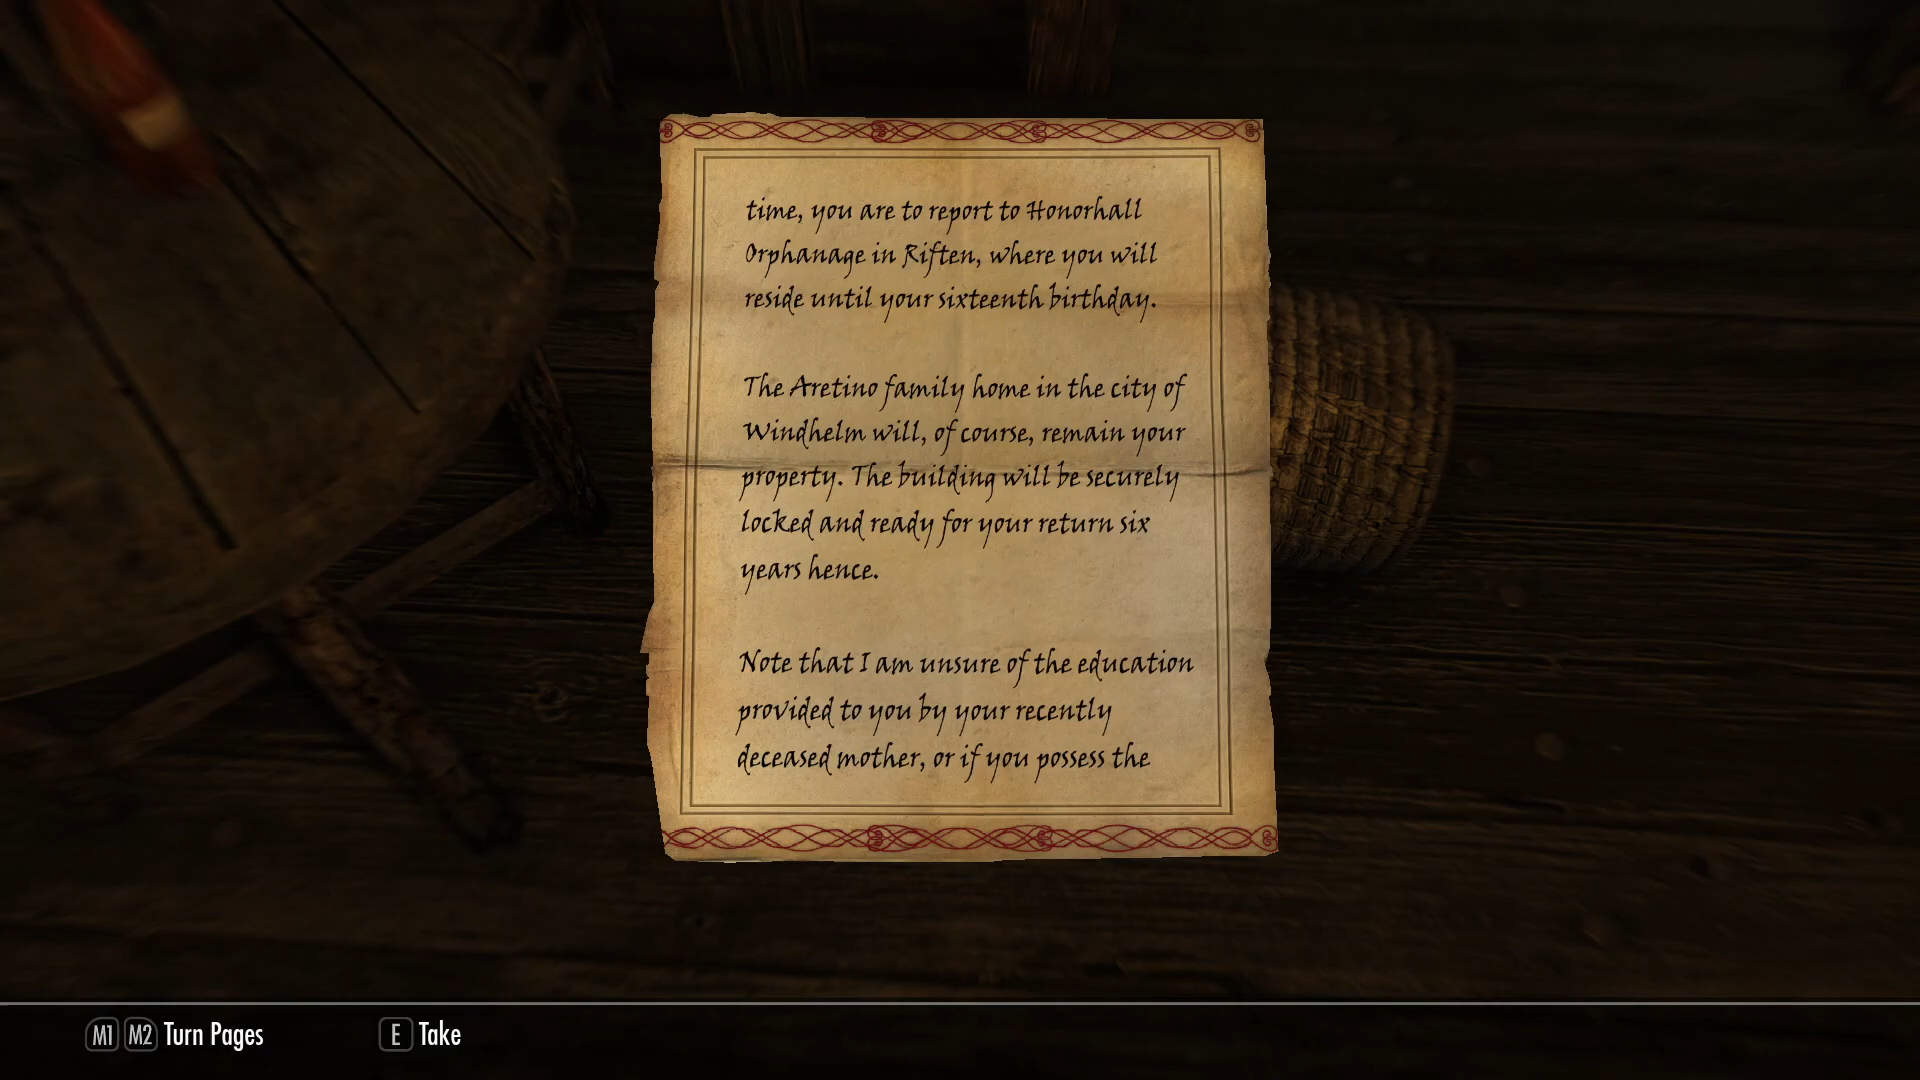 time, you are to report to Honorhall
Orphanage in Riften, where you will
reside until your sixteenth birthday.
The Aretino family home in the city of
Windhelm will, of course, remain your
property. The building will be securely
locked and ready for your return six
years hence.
Note that I am unsure of the education
provided to you by your recently
deceased mother, or if you possess the
M1 M2 Turn Pages E Take